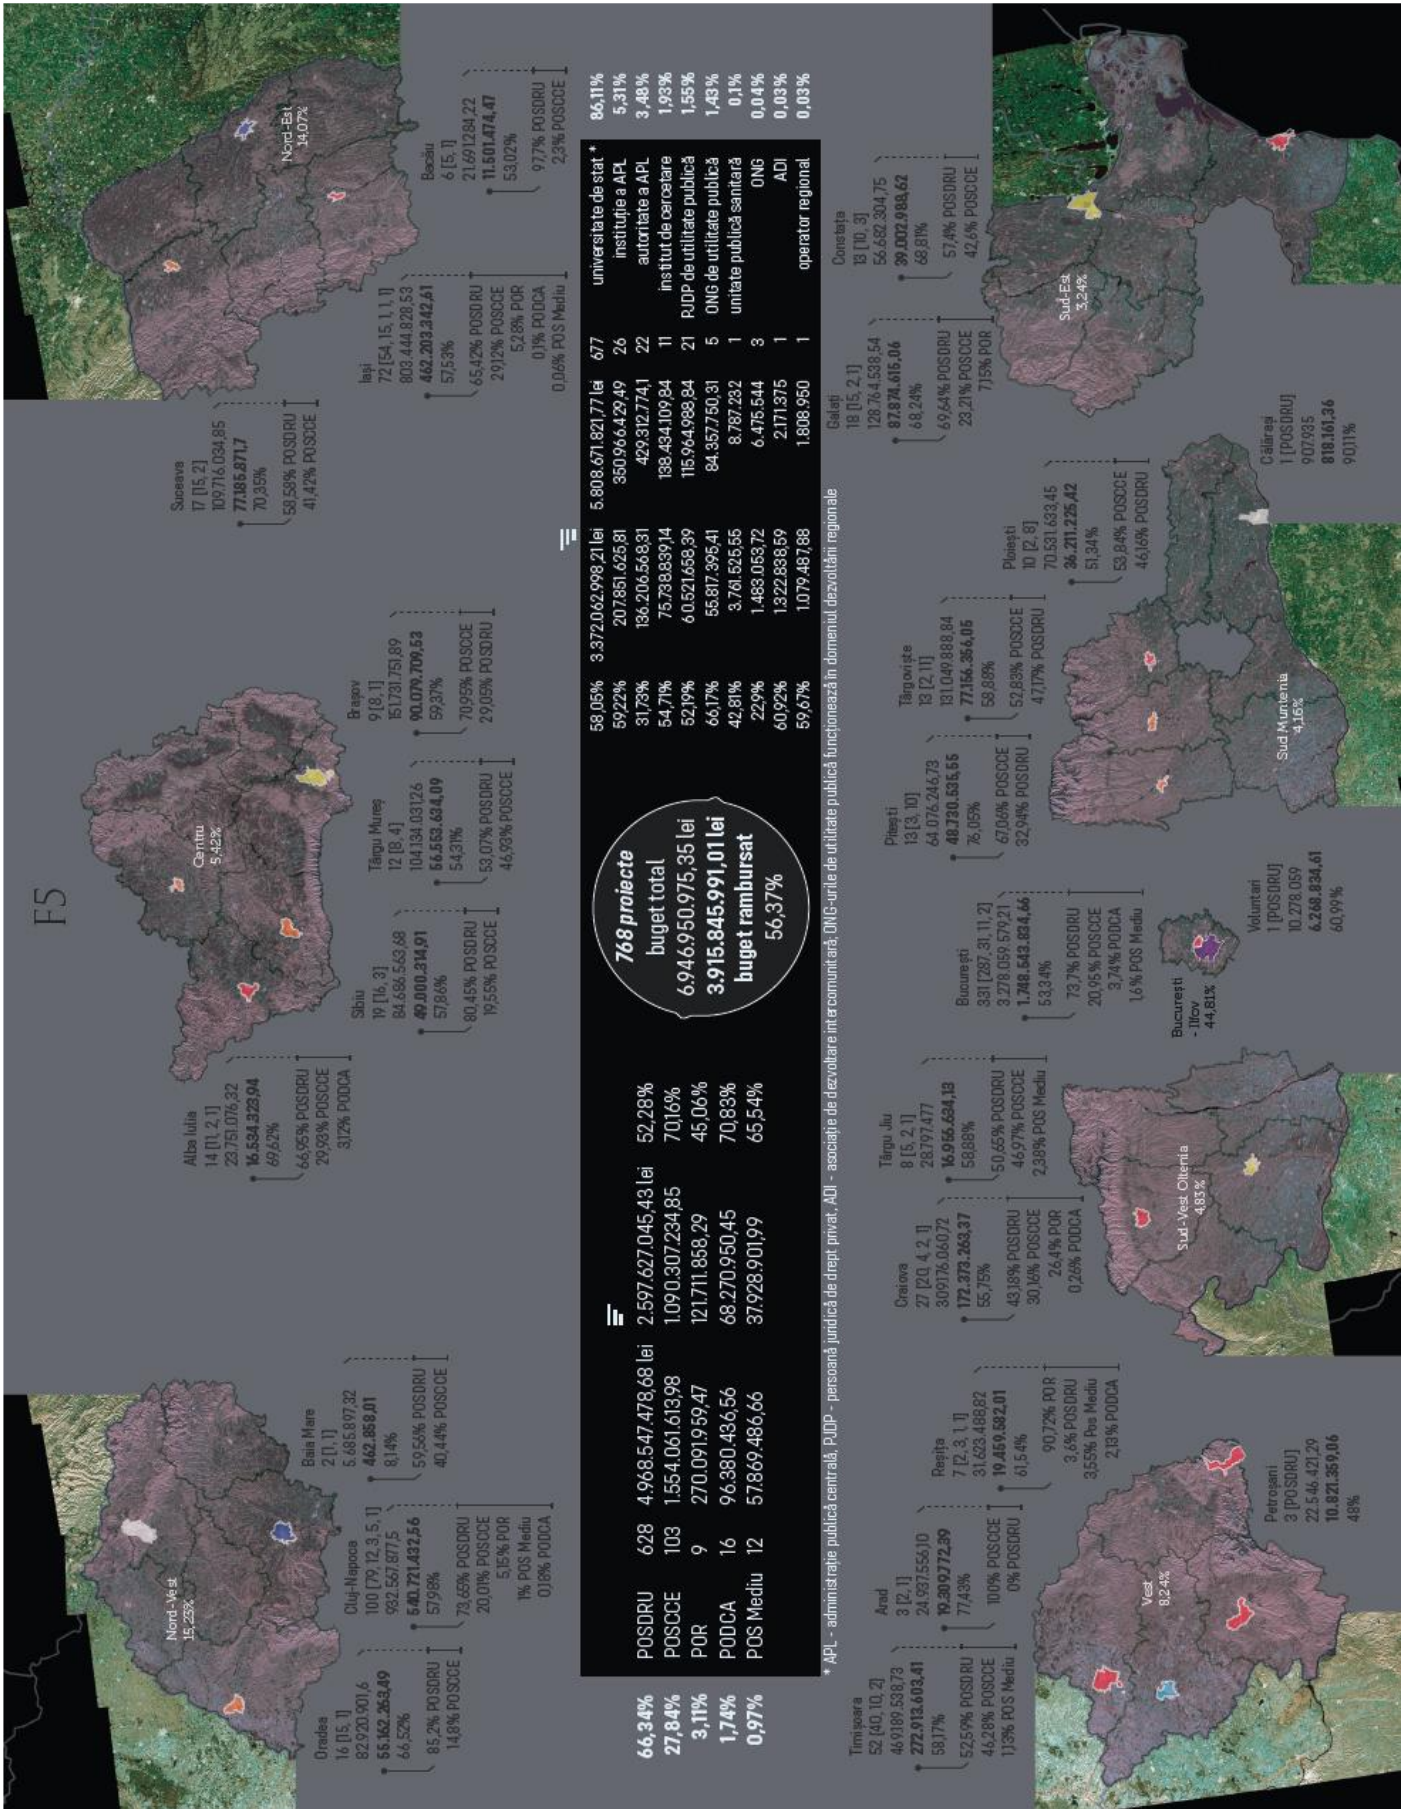 F5
Nord-Vest
15,23%
Oradea
16 [15, 1]
82.920.901,6
55.162.263,49
66,52%
85,2% POSDRU
14,8% POSCCE
Cluj-Napoca
100 [79, 12, 3, 5, 1]
932.567.877,5
540.721.432,56
57,98%
73,65% POSDRU
20,01% POSCCE
5,15% POR
1% POS Mediu
0,18% PODCA
Baia Mare
2 [1, 1]
5.685.897,32
462.858,01
8,14%
59,56% POSDRU
40,44% POSCCE
Centru
5,42%
Alba Iulia
14 [11, 2, 1]
23.751.076,32
16.534.323,94
69,62%
66,95% POSDRU
29,93% POSCCE
3,12% PODCA
Sibiu
19 [16, 3]
84.686.563,68
49.000.314,91
57,86%
80,45% POSDRU
19,55% POSCCE
Târgu Mureș
12 [8, 4]
104.134.031,26
56.553.634,09
54,31%
53,07% POSDRU
46,93% POSCCE
Brașov
9 [8, 1]
151.731.751,89
90.079.709,53
59,37%
70,95% POSCCE
29,05% POSDRU
Nord-Est
14,07%
Suceava
17 [15, 2]
109.716.034,85
77.185.871,7
70,35%
58,58% POSDRU
41,42% POSCCE
Iași
72 [54, 15, 1, 1, 1]
803.444.828,53
462.203.342,61
57,53%
65,42% POSDRU
29,12% POSCCE
5,28% POR
0,1% PODCA
0,06% POS Mediu
Bacău
6 [5, 1]
21.691.284,22
11.501.474,47
53,02%
97,7% POSDRU
2,3% POSCCE
66,34% POSDRU 628 4.968.547.478,68 lei 2.597.627.045,43 lei 52,28%
27,84% POSCCE 103 1.554.061.613,98 1.090.307.234,85 70,16%
3,11% POR 9 270.091.959,47 121.711.858,29 45,06%
1,74% PODCA 16 96.380.436,56 68.270.950,45 70,83%
0,97% POS Mediu 12 57.869.486,66 37.928.901,99 65,54%
768 proiecte
buget total
6.946.950.975,35 lei
3.915.845.991,01 lei
buget rambursat
56,37%
58,05% 3.372.062.998,21 lei 5.808.671.821,77 lei 677 universitate de stat * 86,11%
59,22% 207.851.625,81 350.966.429,49 26 instituție a APL 5,31%
31,73% 136.206.568,31 429.312.774,1 22 autoritate a APL 3,48%
54,71% 75.738.839,14 138.434.109,84 11 institut de cercetare 1,93%
52,19% 60.521.658,39 115.964.988,84 21 PJDP de utilitate publică 1,55%
66,17% 55.817.395,41 84.357.750,31 5 ONG de utilitate publică 1,43%
42,81% 3.761.525,55 8.787.232 1 unitate publică sanitară 0,1%
22,9% 1.483.053,72 6.475.544 3 ONG 0,04%
60,92% 1.322.838,59 2.171.375 1 ADI 0,03%
59,67% 1.079.487,88 1.808.950 1 operator regional 0,03%
* APL - administrație publică centrală, PJDP - persoană juridică de drept privat, ADI - asociație de dezvoltare intercomunitară; ONG-urile de utilitate publică funcționează în domeniul dezvoltării regionale
Timișoara
52 [40, 10, 2]
469.189.538,73
272.913.603,41
58,17%
52,59% POSDRU
46,28% POSCCE
1,13% POS Mediu
Arad
3 [2, 1]
24.937.556,10
19.309.772,39
77,43%
100% POSCCE
0% POSDRU
Reșița
7 [2, 3, 1, 1]
31.623.488,82
19.459.582,01
61,54%
90,72% POR
3,6% POSDRU
3,55% Pos Mediu
2,13% PODCA
Vest
8,24%
Petroșani
3 [POSDRU]
22.546.421,29
10.821.359,06
48%
Craiova
27 [20, 4, 2, 1]
309.176.060,72
172.373.263,37
55,75%
43,18% POSDRU
30,16% POSCCE
26,4% POR
0,26% PODCA
Târgu Jiu
8 [5, 2, 1]
28.797.477
16.956.634,13
58,88%
50,65% POSDRU
46,97% POSCCE
2,38% POS Mediu
Sud-Vest Oltenia
4,83%
București
331 [287, 31, 11, 2]
3.278.059.579,21
1.748.543.834,66
53,34%
73,7% POSDRU
20,95% POSCCE
3,74% PODCA
1,6% POS Mediu
București
- Ilfov
44,81%
Voluntari
1 [POSDRU]
10.278.059
6.268.834,61
60,99%
Pitești
13 [3, 10]
64.076.246,73
48.730.535,55
76,05%
67,06% POSCCE
32,94% POSDRU
Târgoviște
13 [2, 11]
131.049.888,84
77.156.356,05
58,88%
52,83% POSCCE
47,17% POSDRU
Ploiești
10 [2, 8]
70.531.633,45
36.211.225,42
51,34%
53,84% POSCCE
46,16% POSDRU
Sud Muntenia
4,16%
Călărași
1 [POSDRU]
907.935
818.161,36
90,11%
Galați
18 [15, 2, 1]
128.764.538,54
87.874.615,06
68,24%
69,64% POSDRU
23,21% POSCCE
7,15% POR
Constața
13 [10, 3]
56.682.304,75
39.002.988,62
68,81%
57,4% POSDRU
42,6% POSCCE
Sud-Est
3,24%